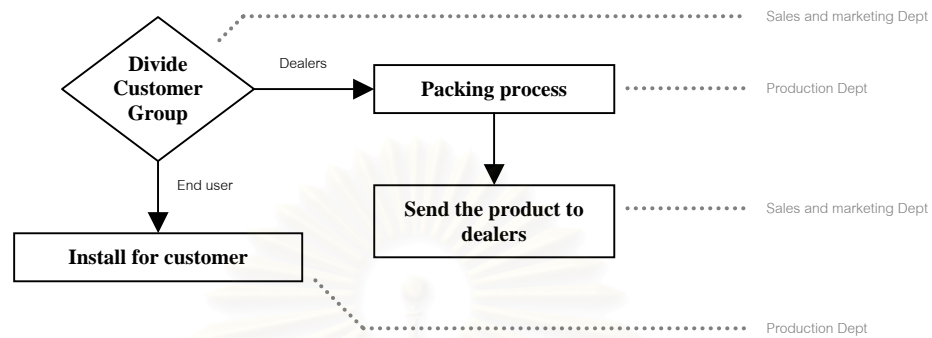 Sales and marketing Dept
Divide
Customer
Group
Dealers
Packing process
Production Dept
End user
Send the product to
dealers
Sales and marketing Dept
Install for customer
Production Dept